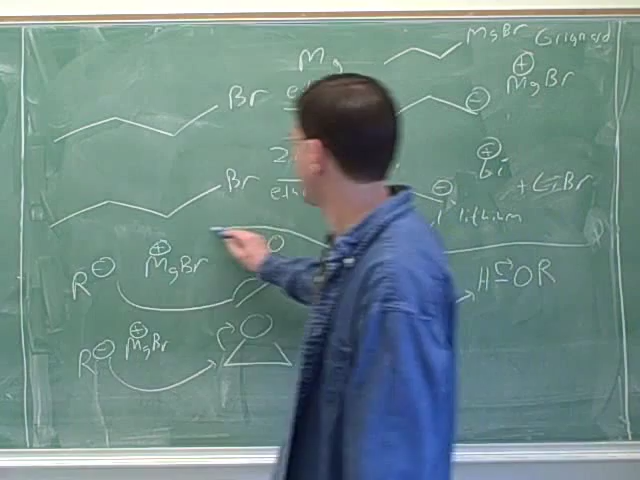 Br Mg MgBr Grignard
⊖ ⊕ MgBr
Br ⊖ ⊕ Li + LiBr
lithium
R ⊖ ⊕ MgBr O H-OR
R ⊖ ⊕ MgBr O